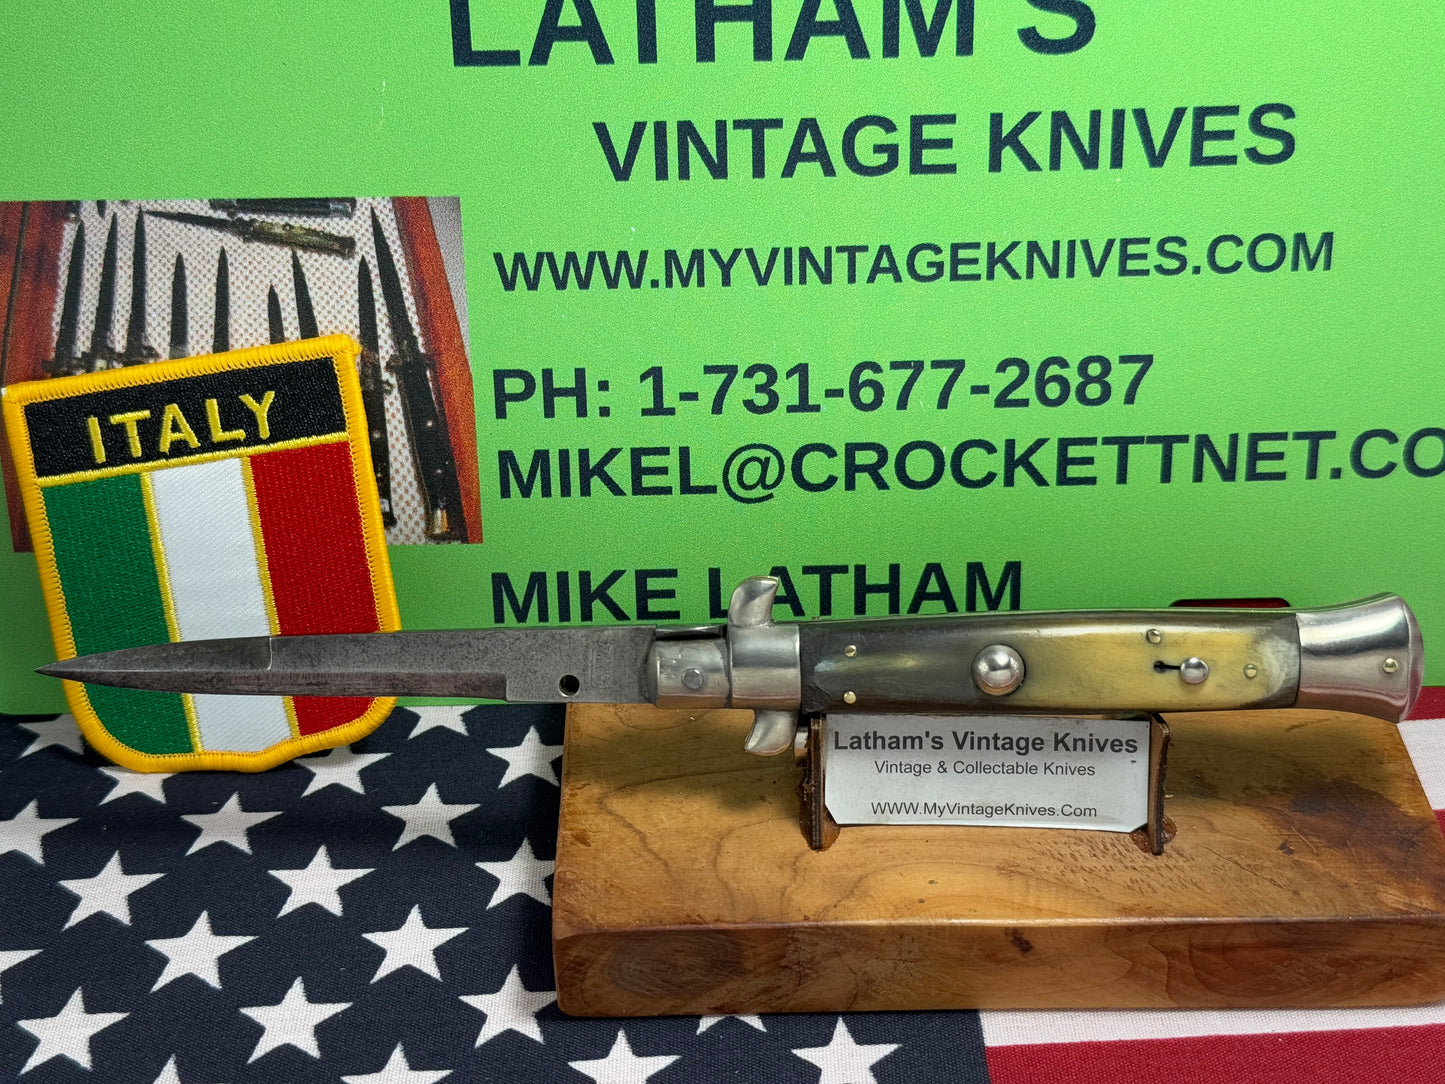 LATHAM'S
VINTAGE KNIVES
WWW.MYVINTAGEKNIVES.COM
PH: 1-731-677-2687
MIKEL@CROCKETTNET.CO
MIKE LATHAM
ITALY
Latham's Vintage Knives
Vintage & Collectable Knives
WWW.MyVintageKnives.Com